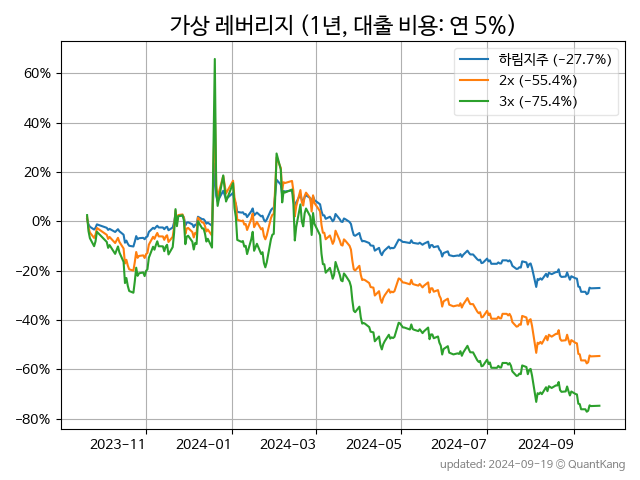 가상 레버리지 (1년, 대출 비용: 연 5%)
하림지주 (-27.7%)
2x (-55.4%)
3x (-75.4%)
60%
40%
20%
0%
-20%
-40%
-60%
-80%
2023-11 2024-01 2024-03 2024-05 2024-07 2024-09
updated: 2024-09-19 © QuantKang